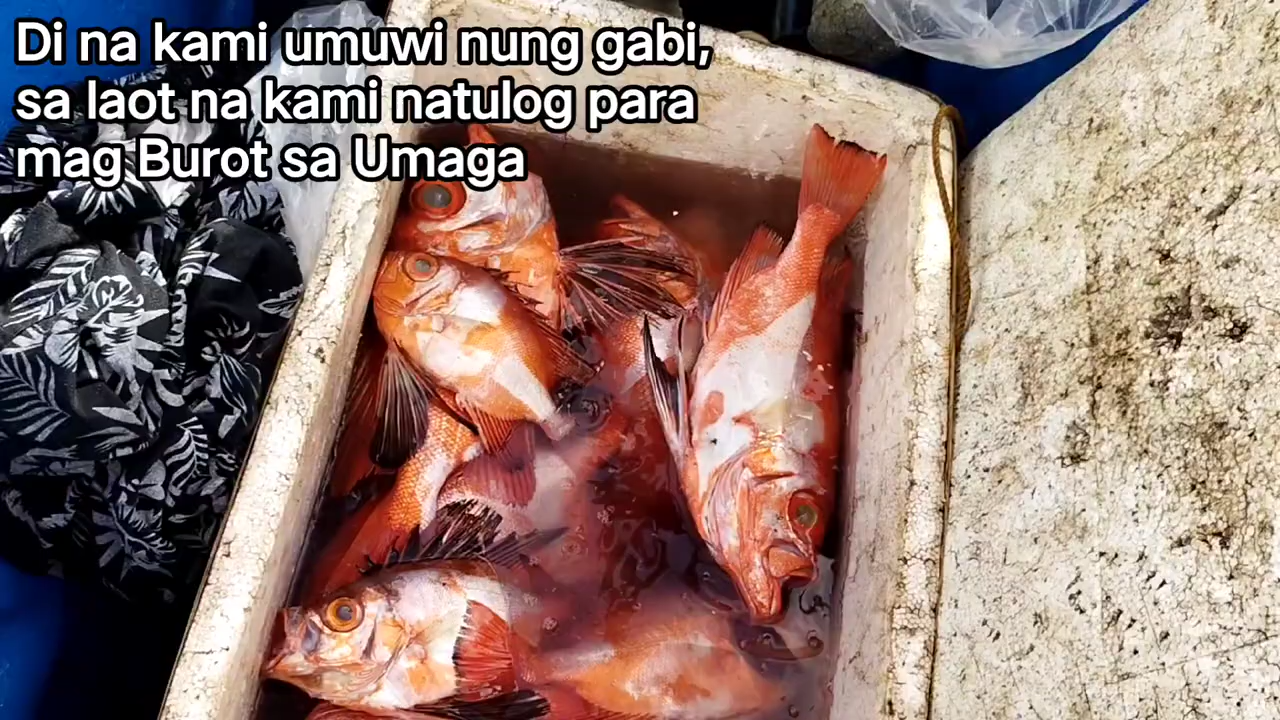 Di na kami umuwi nung gabi,
sa laot na kami natulog para
mag Burot sa Umaga